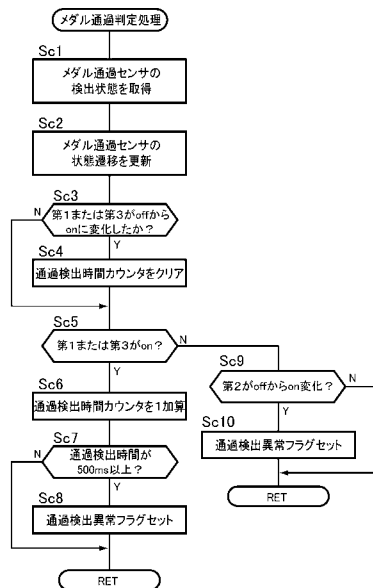 メダル通過判定処理
Sc1
メダル通過センサの
検出状態を取得
Sc2
メダル通過センサの
状態遷移を更新
Sc3
第1または第3がoffから
onに変化したか？
N
Y
Sc4
通過検出時間カウンタをクリア
Sc5
第1または第3がon？
N
Y
Sc6
通過検出時間カウンタを1加算
Sc7
通過検出時間が
500ms以上？
N
Y
Sc8
通過検出異常フラグセット
RET
Sc9
第2がoffからon変化？
N
Y
Sc10
通過検出異常フラグセット
RET